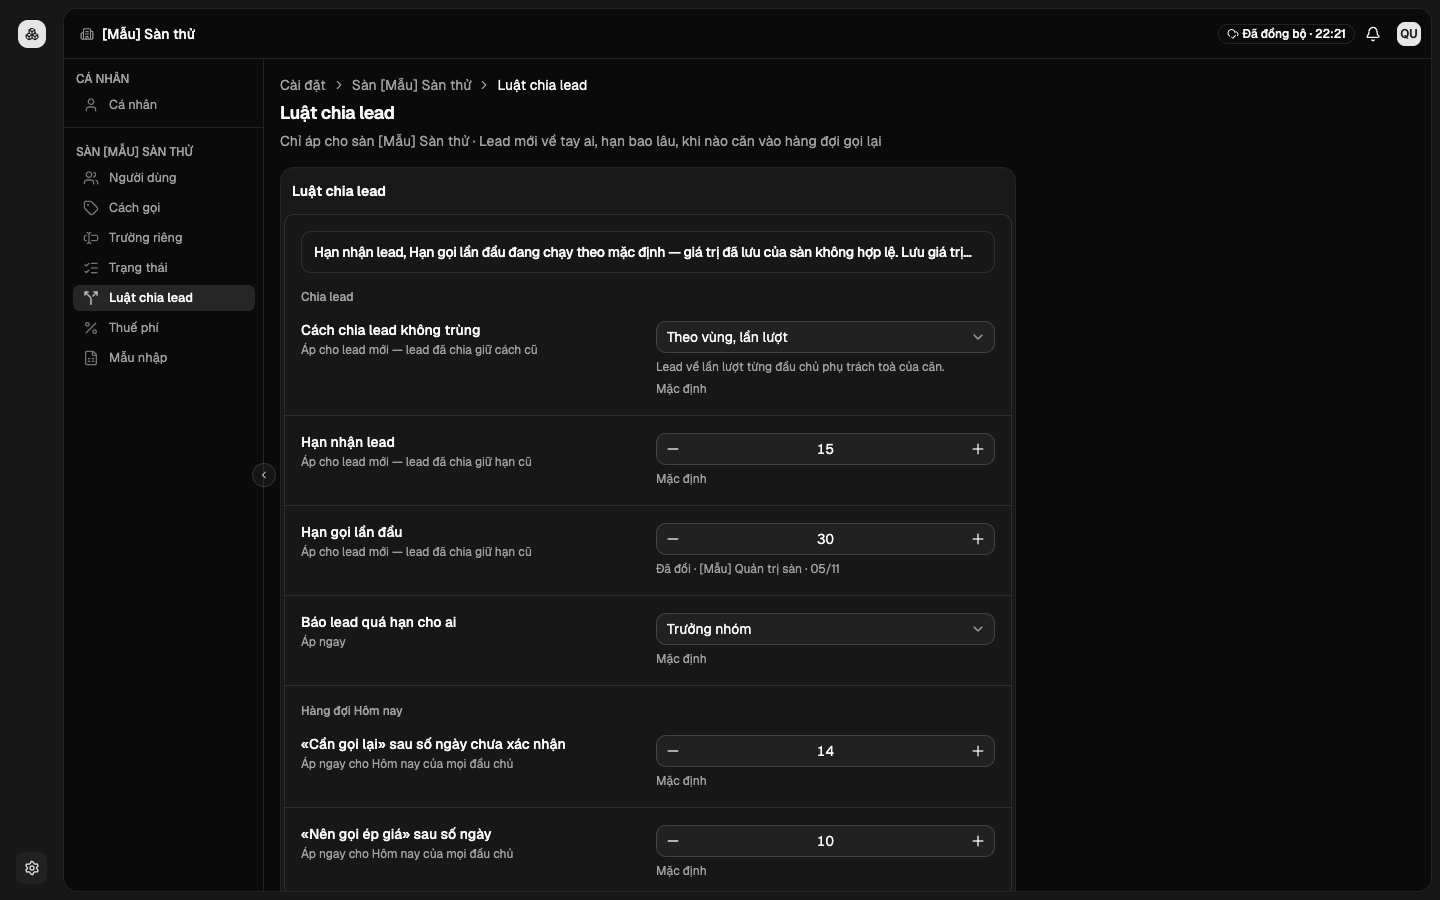 [Mẫu] Sàn thử
Đã đồng bộ · 22:21
QU
CÁ NHÂN
Cá nhân
SÀN [MẪU] SÀN THỬ
Người dùng
Cách gọi
Trường riêng
Trạng thái
Luật chia lead
Thuế phí
Mẫu nhập
Cài đặt > Sàn [Mẫu] Sàn thử > Luật chia lead
Luật chia lead
Chỉ áp cho sàn [Mẫu] Sàn thử · Lead mới về tay ai, hạn bao lâu, khi nào căn vào hàng đợi gọi lại
Luật chia lead
Hạn nhận lead, Hạn gọi lần đầu đang chạy theo mặc định — giá trị đã lưu của sàn không hợp lệ. Lưu giá trị...
Chia lead
Cách chia lead không trùng
Áp cho lead mới — lead đã chia giữ cách cũ
Theo vùng, lần lượt
Lead về lần lượt từng đầu chủ phụ trách toà của căn.
Mặc định
Hạn nhận lead
Áp cho lead mới — lead đã chia giữ hạn cũ
15
Mặc định
Hạn gọi lần đầu
Áp cho lead mới — lead đã chia giữ hạn cũ
30
Đã đổi · [Mẫu] Quản trị sàn · 05/11
Báo lead quá hạn cho ai
Áp ngay
Trưởng nhóm
Mặc định
Hàng đợi Hôm nay
«Cần gọi lại» sau số ngày chưa xác nhận
Áp ngay cho Hôm nay của mọi đầu chủ
14
Mặc định
«Nên gọi ép giá» sau số ngày
Áp ngay cho Hôm nay của mọi đầu chủ
10
Mặc định